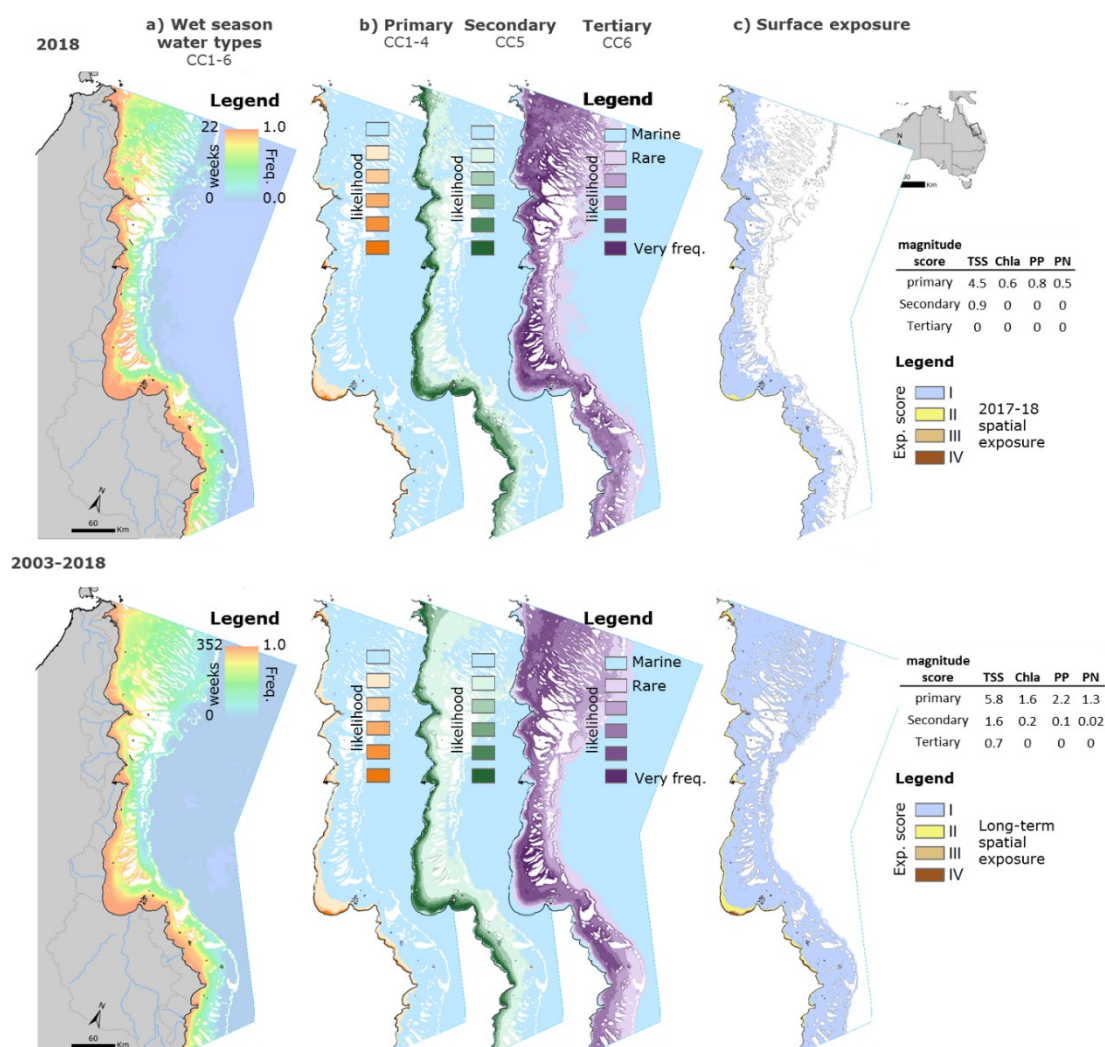 2018
a) Wet season
water types
CC1-6
b) Primary
CC1-4
Secondary
CC5
Tertiary
CC6
c) Surface exposure
Legend
22
weeks
0
1.0
Freq.
0.0
likelihood
likelihood
Legend
likelihood
Marine
Rare
Very freq.
N
60
Km
N
Km
magnitude
score TSS Chla PP PN
primary 4.5 0.6 0.8 0.5
Secondary 0.9 0 0 0
Tertiary 0 0 0 0
Legend
Exp. score
I
II
III
IV
2017-18
spatial
exposure
2003-2018
Legend
352
weeks
0
1.0
Freq.
0.0
likelihood
likelihood
Legend
likelihood
Marine
Rare
Very freq.
N
60
Km
magnitude
score TSS Chla PP PN
primary 5.8 1.6 2.2 1.3
Secondary 1.6 0.2 0.1 0.02
Tertiary 0.7 0 0 0
Legend
Exp. score
I
II
III
IV
Long-term
spatial
exposure